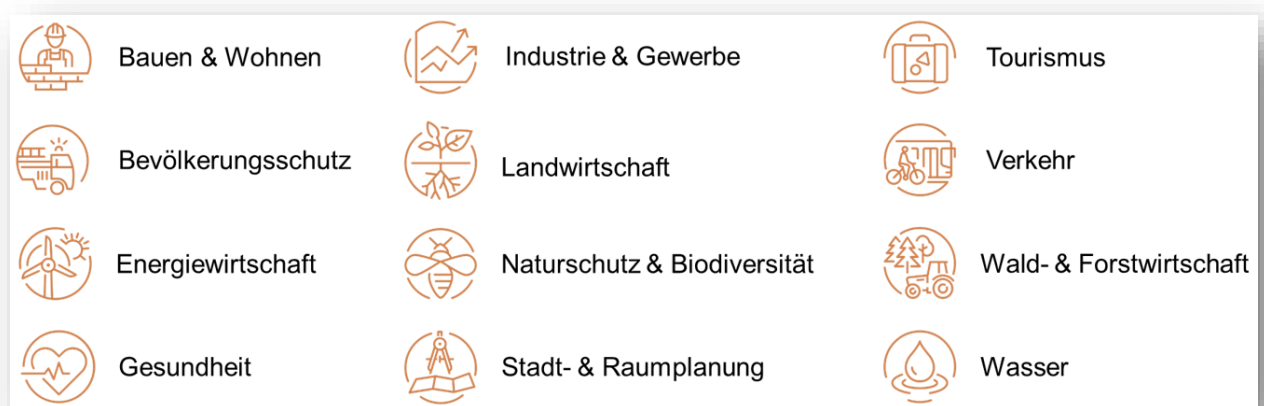 Bauen & Wohnen
Industrie & Gewerbe
Tourismus
Bevölkerungsschutz
Landwirtschaft
Verkehr
Energiewirtschaft
Naturschutz & Biodiversität
Wald- & Forstwirtschaft
Gesundheit
Stadt- & Raumplanung
Wasser